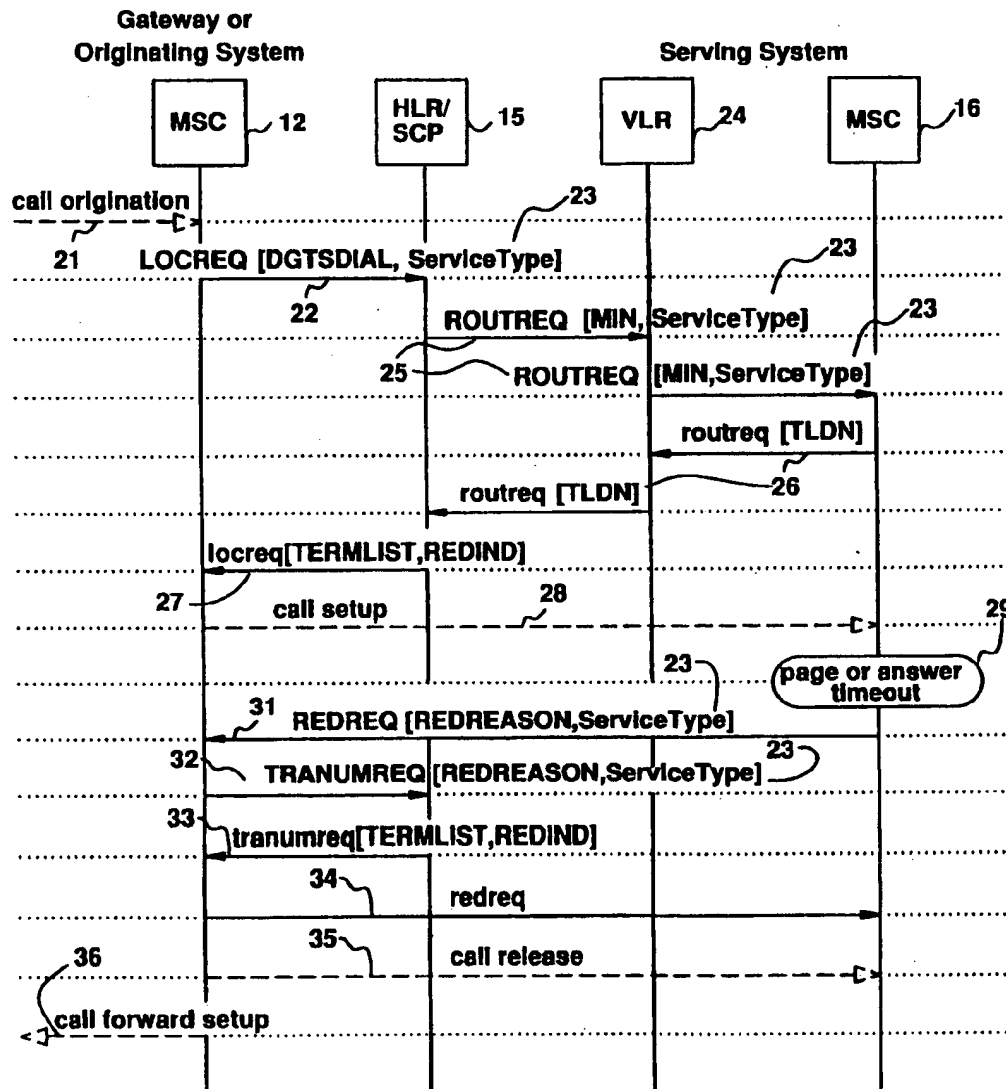 Gateway or
Originating System
Serving System
MSC
12
HLR/
SCP
15
VLR
24
MSC
16
call origination
23
21
LOCREQ [DGTSDIAL, ServiceType]
22
23
ROUTREQ [MIN, ServiceType]
23
25
ROUTREQ [MIN,ServiceType]
routreq [TLDN]
26
routreq [TLDN]
locreq[TERMLIST,REDIND]
27
call setup
28
29
page or answer
timeout
23
31
REDREQ [REDREASON,ServiceType]
23
32
TRANUMREQ [REDREASON,ServiceType]
33
tranumreq[TERMLIST,REDIND]
34
redreq
35
call release
36
call forward setup